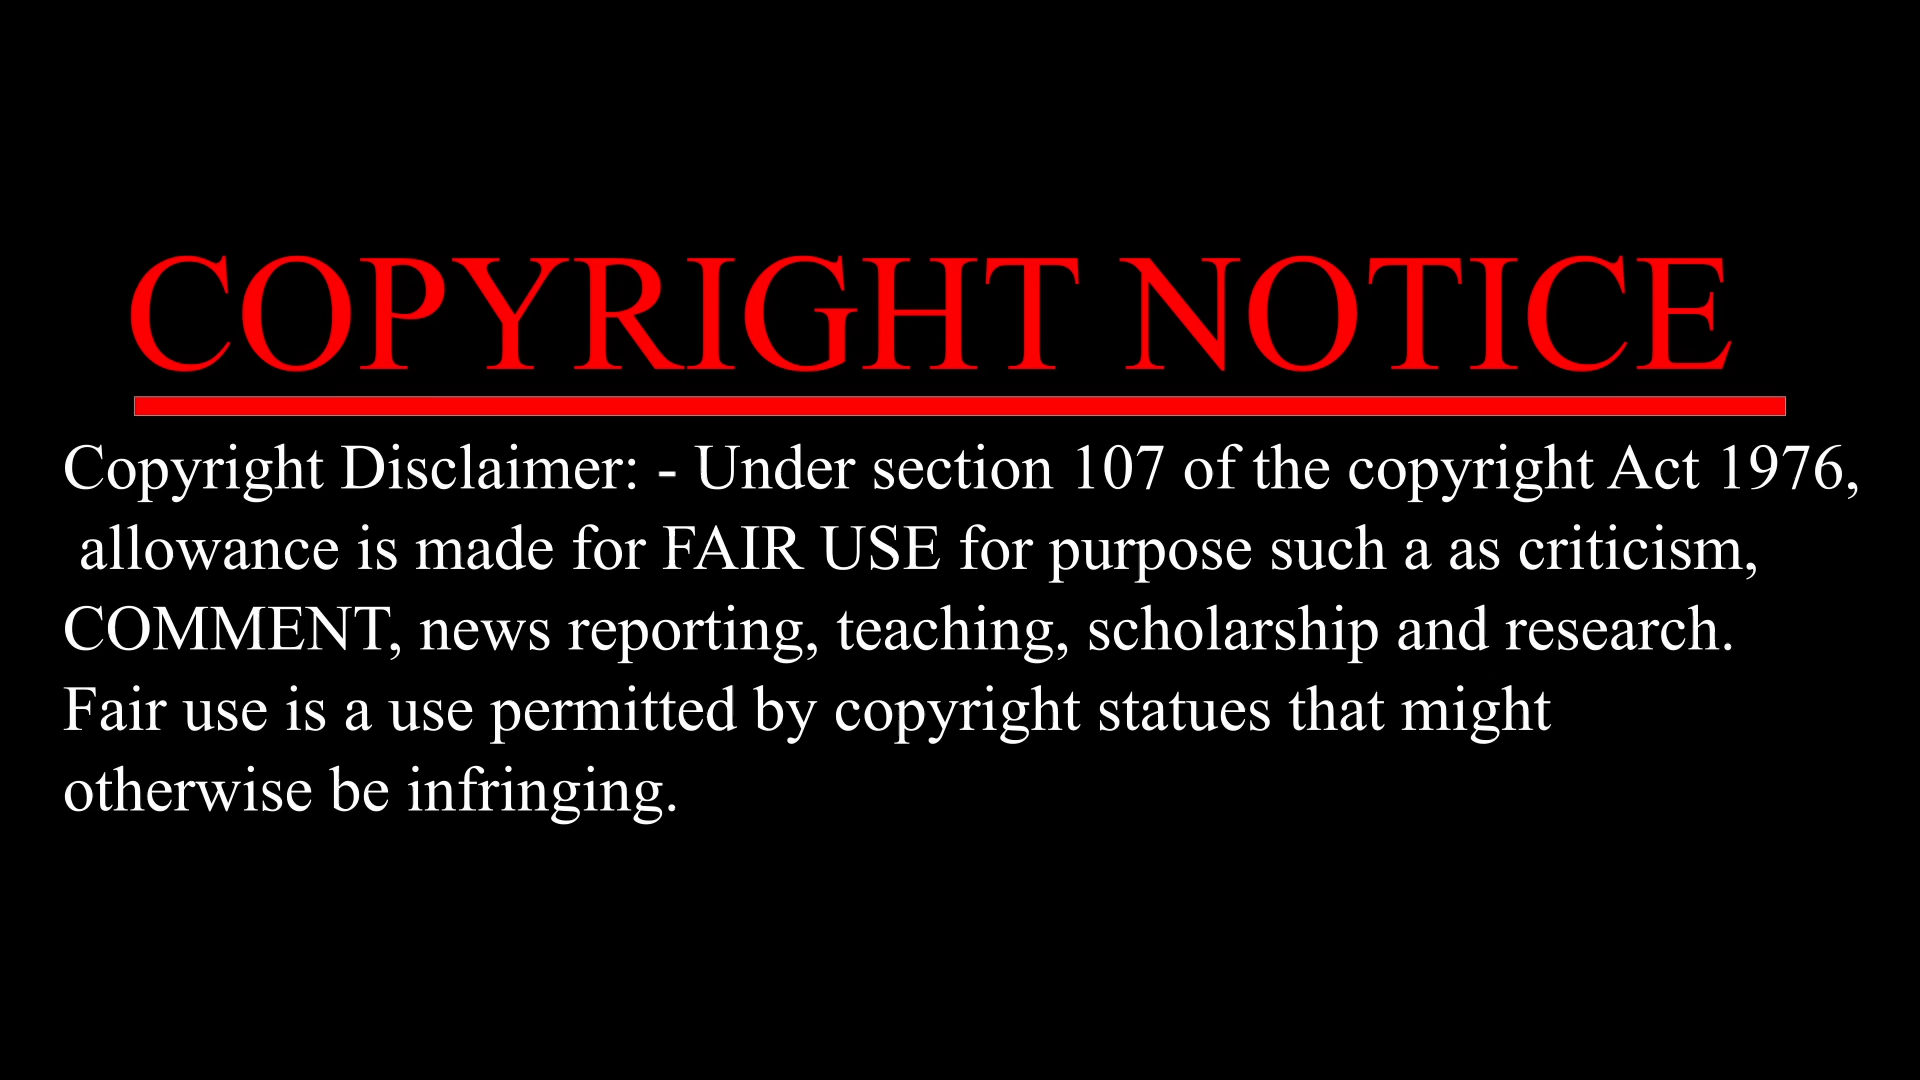 COPYRIGHT NOTICE
Copyright Disclaimer: - Under section 107 of the copyright Act 1976,
allowance is made for FAIR USE for purpose such a as criticism,
COMMENT, news reporting, teaching, scholarship and research.
Fair use is a use permitted by copyright statues that might
otherwise be infringing.